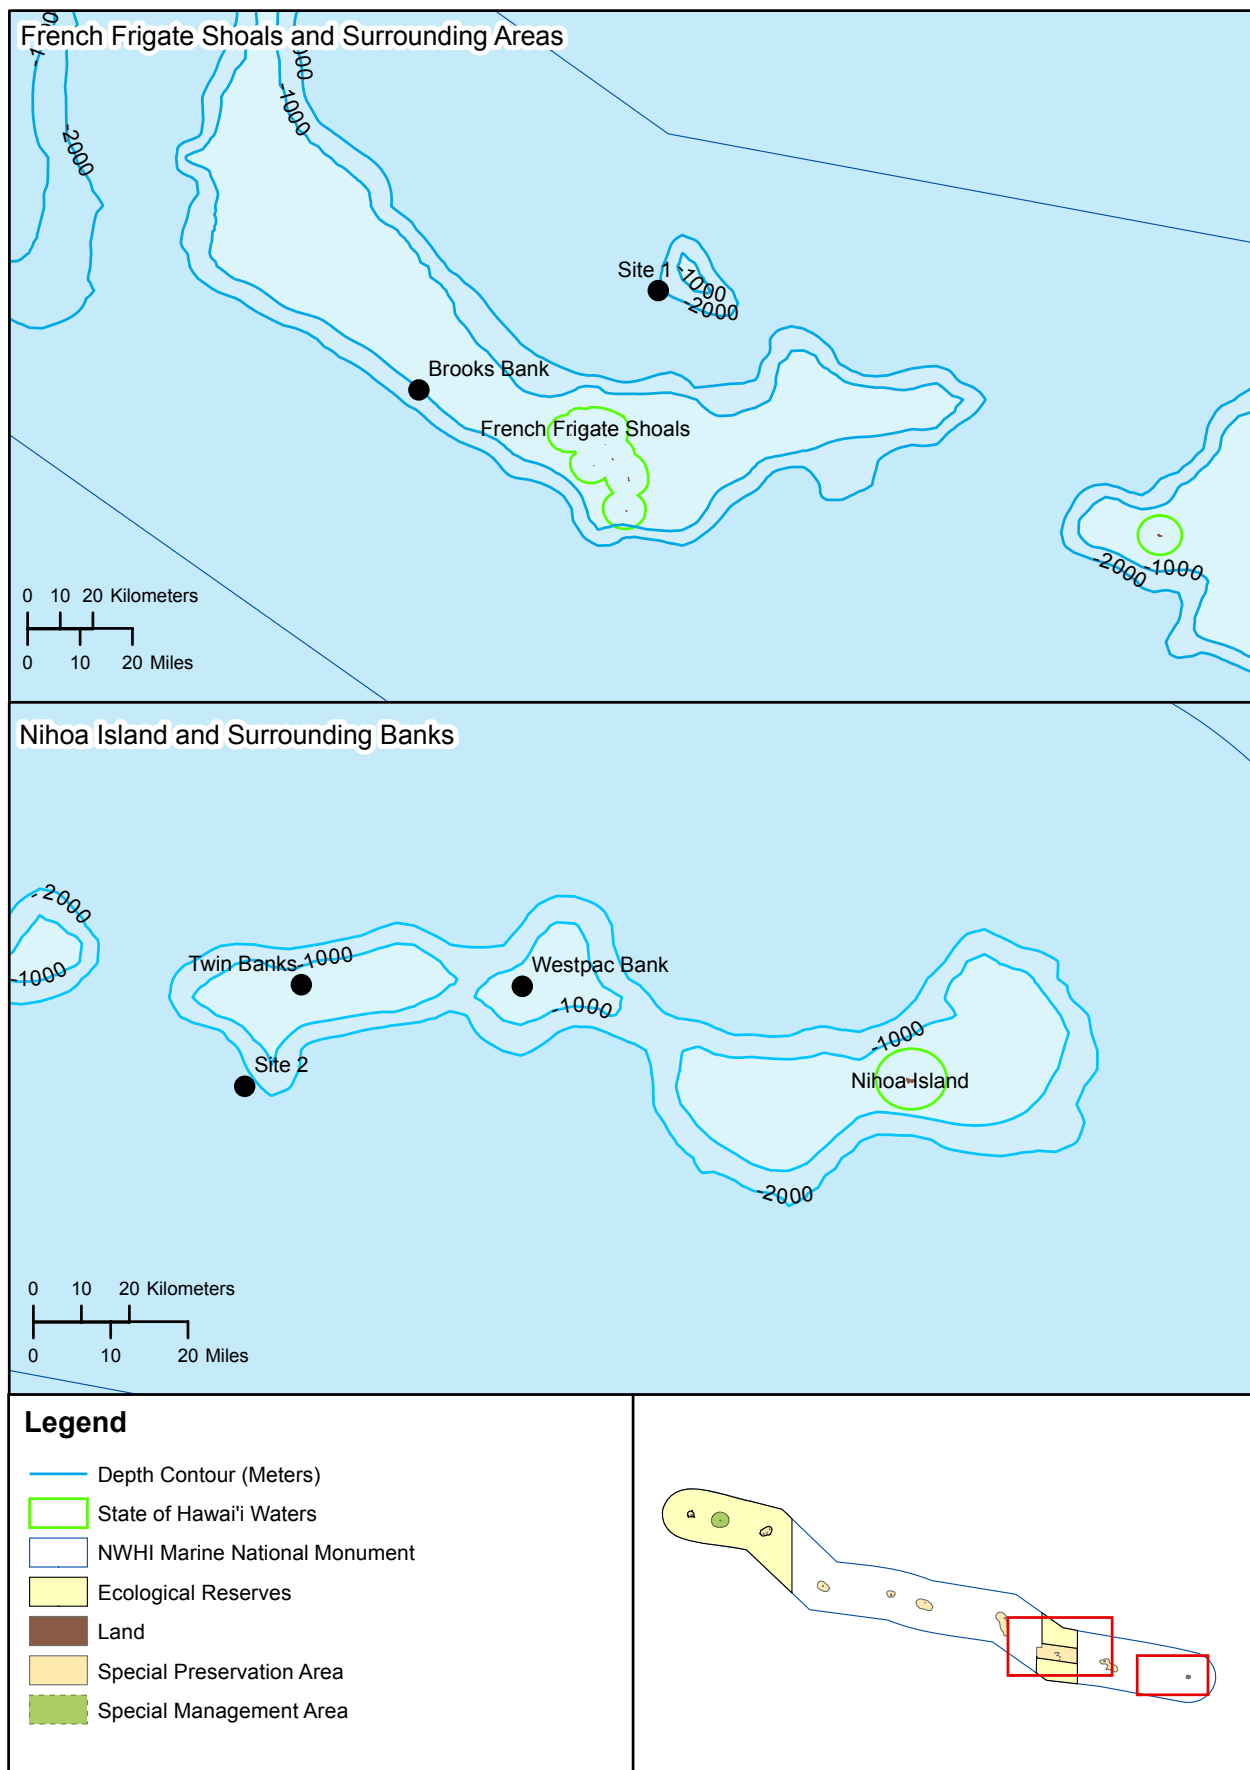 French Frigate Shoals and Surrounding Areas
-1000
-2000
-1000
Site 1
-1000
-2000
Brooks Bank
French Frigate Shoals
-2000
-1000
0 10 20 Kilometers
0 10 20 Miles
Nihoa Island and Surrounding Banks
-2000
-1000
Twin Banks
-1000
Westpac Bank
-1000
Site 2
-1000
Nihoa Island
-2000
0 10 20 Kilometers
0 10 20 Miles
Legend
Depth Contour (Meters)
State of Hawai'i Waters
NWHI Marine National Monument
Ecological Reserves
Land
Special Preservation Area
Special Management Area